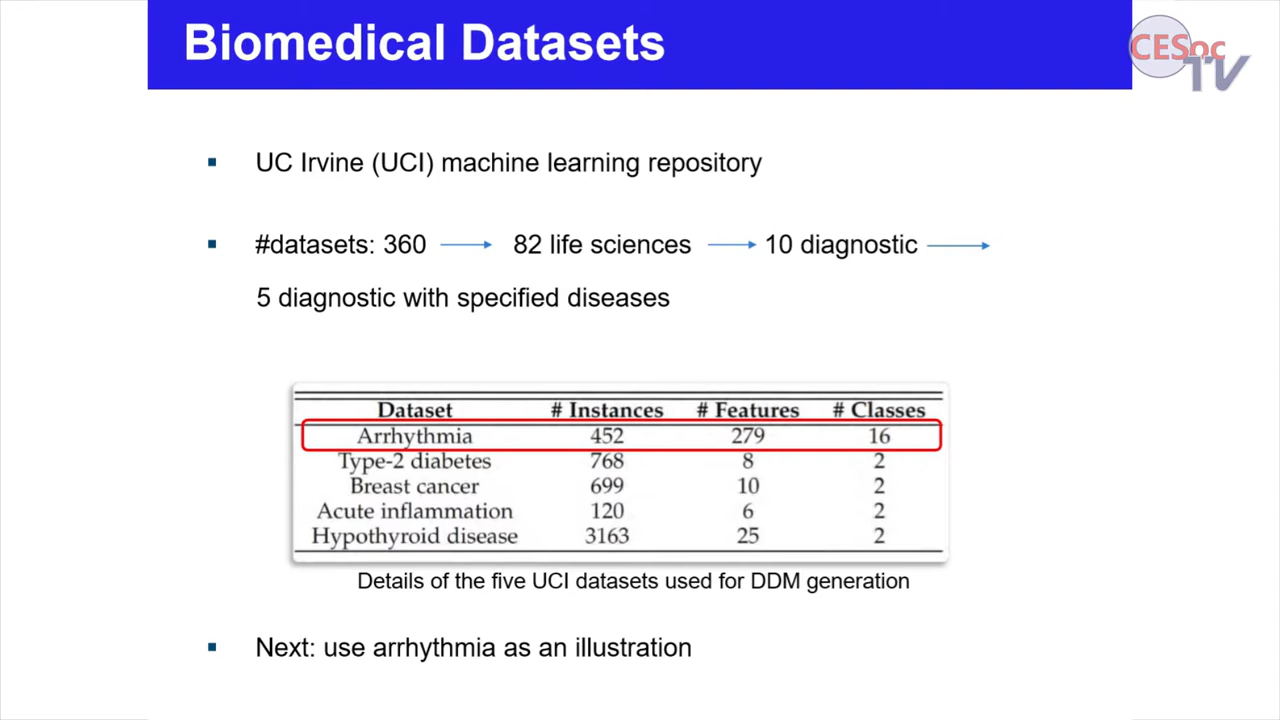 Biomedical Datasets
CESoc
TV
UC Irvine (UCI) machine learning repository
#datasets: 360 82 life sciences 10 diagnostic
5 diagnostic with specified diseases
Dataset # Instances # Features # Classes
Arrhythmia 452 279 16
Type-2 diabetes 768 8 2
Breast cancer 699 10 2
Acute inflammation 120 6 2
Hypothyroid disease 3163 25 2
Details of the five UCI datasets used for DDM generation
Next: use arrhythmia as an illustration